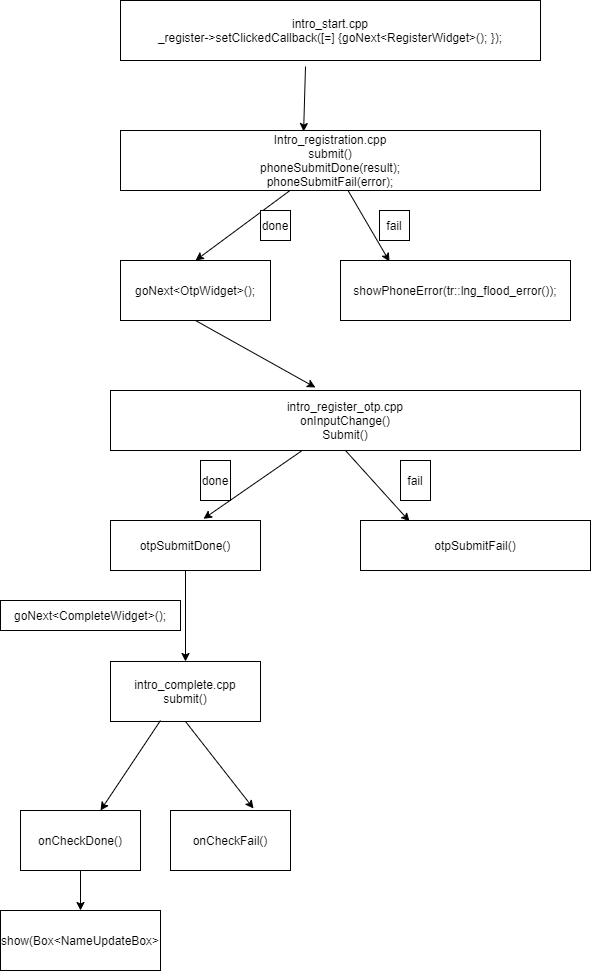 intro_start.cpp
_register->setClickedCallback([=] {goNext<RegisterWidget>(); });
Intro_registration.cpp
submit()
phoneSubmitDone(result);
phoneSubmitFail(error);
done
fail
goNext<OtpWidget>();
showPhoneError(tr::lng_flood_error());
intro_register_otp.cpp
onInputChange()
Submit()
done
fail
otpSubmitDone()
otpSubmitFail()
goNext<CompleteWidget>();
intro_complete.cpp
submit()
onCheckDone()
onCheckFail()
show(Box<NameUpdateBox>